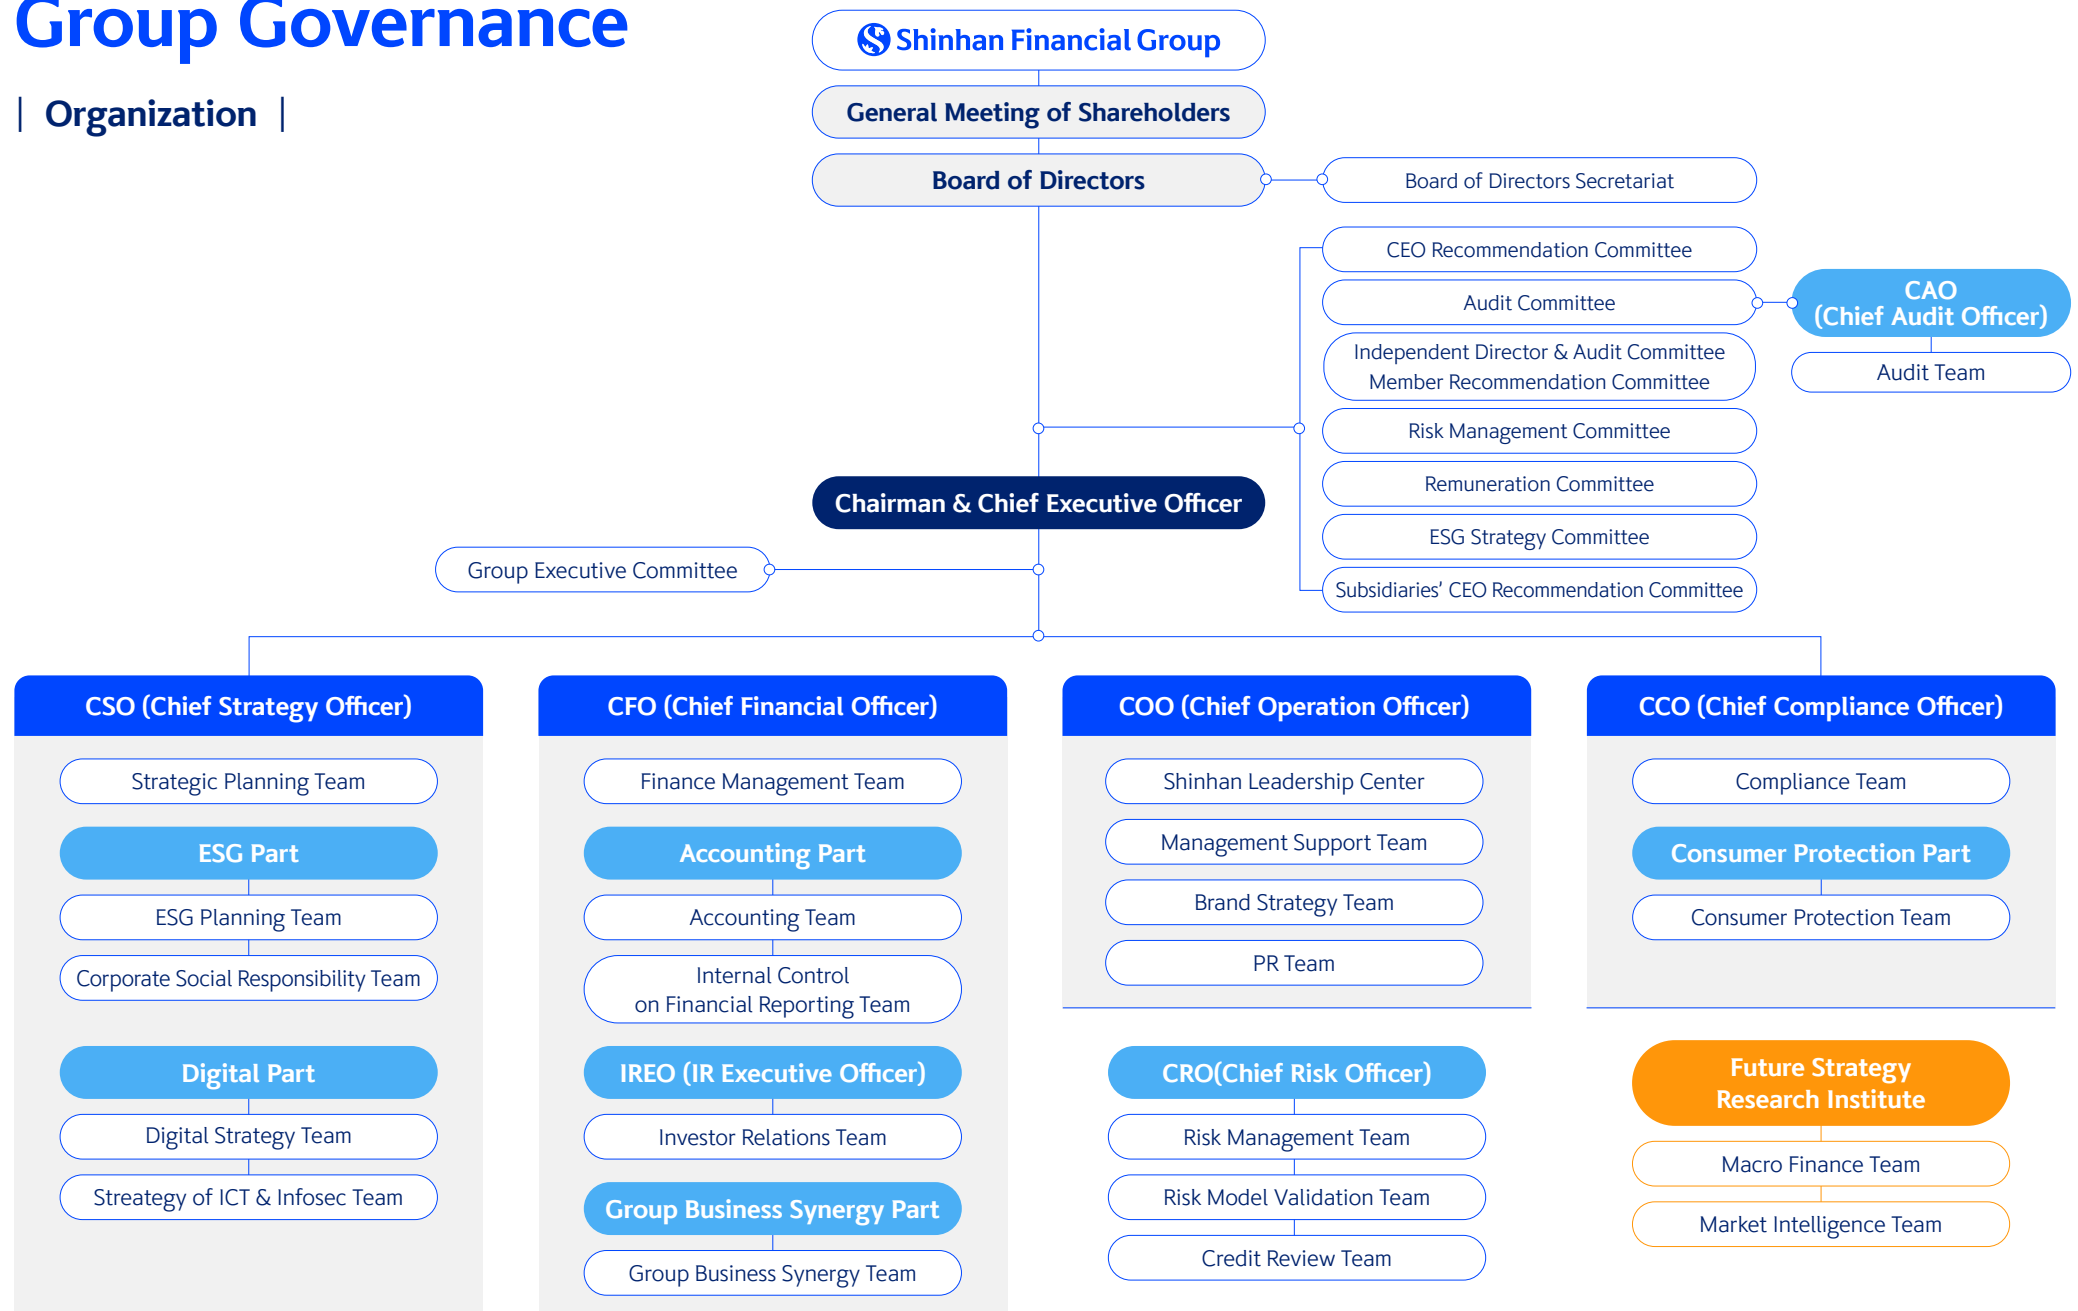 Group Governance
| Organization |
Shinhan Financial Group
General Meeting of Shareholders
Board of Directors
Board of Directors Secretariat
CEO Recommendation Committee
Audit Committee
CAO
(Chief Audit Officer)
Audit Team
Independent Director & Audit Committee
Member Recommendation Committee
Risk Management Committee
Remuneration Committee
ESG Strategy Committee
Subsidiaries' CEO Recommendation Committee
Chairman & Chief Executive Officer
Group Executive Committee
CSO (Chief Strategy Officer)
Strategic Planning Team
ESG Part
ESG Planning Team
Corporate Social Responsibility Team
Digital Part
Digital Strategy Team
Streategy of ICT & Infosec Team
CFO (Chief Financial Officer)
Finance Management Team
Accounting Part
Accounting Team
Internal Control
on Financial Reporting Team
IREO (IR Executive Officer)
Investor Relations Team
Group Business Synergy Part
Group Business Synergy Team
COO (Chief Operation Officer)
Shinhan Leadership Center
Management Support Team
Brand Strategy Team
PR Team
CRO(Chief Risk Officer)
Risk Management Team
Risk Model Validation Team
Credit Review Team
CCO (Chief Compliance Officer)
Compliance Team
Consumer Protection Part
Consumer Protection Team
Future Strategy
Research Institute
Macro Finance Team
Market Intelligence Team